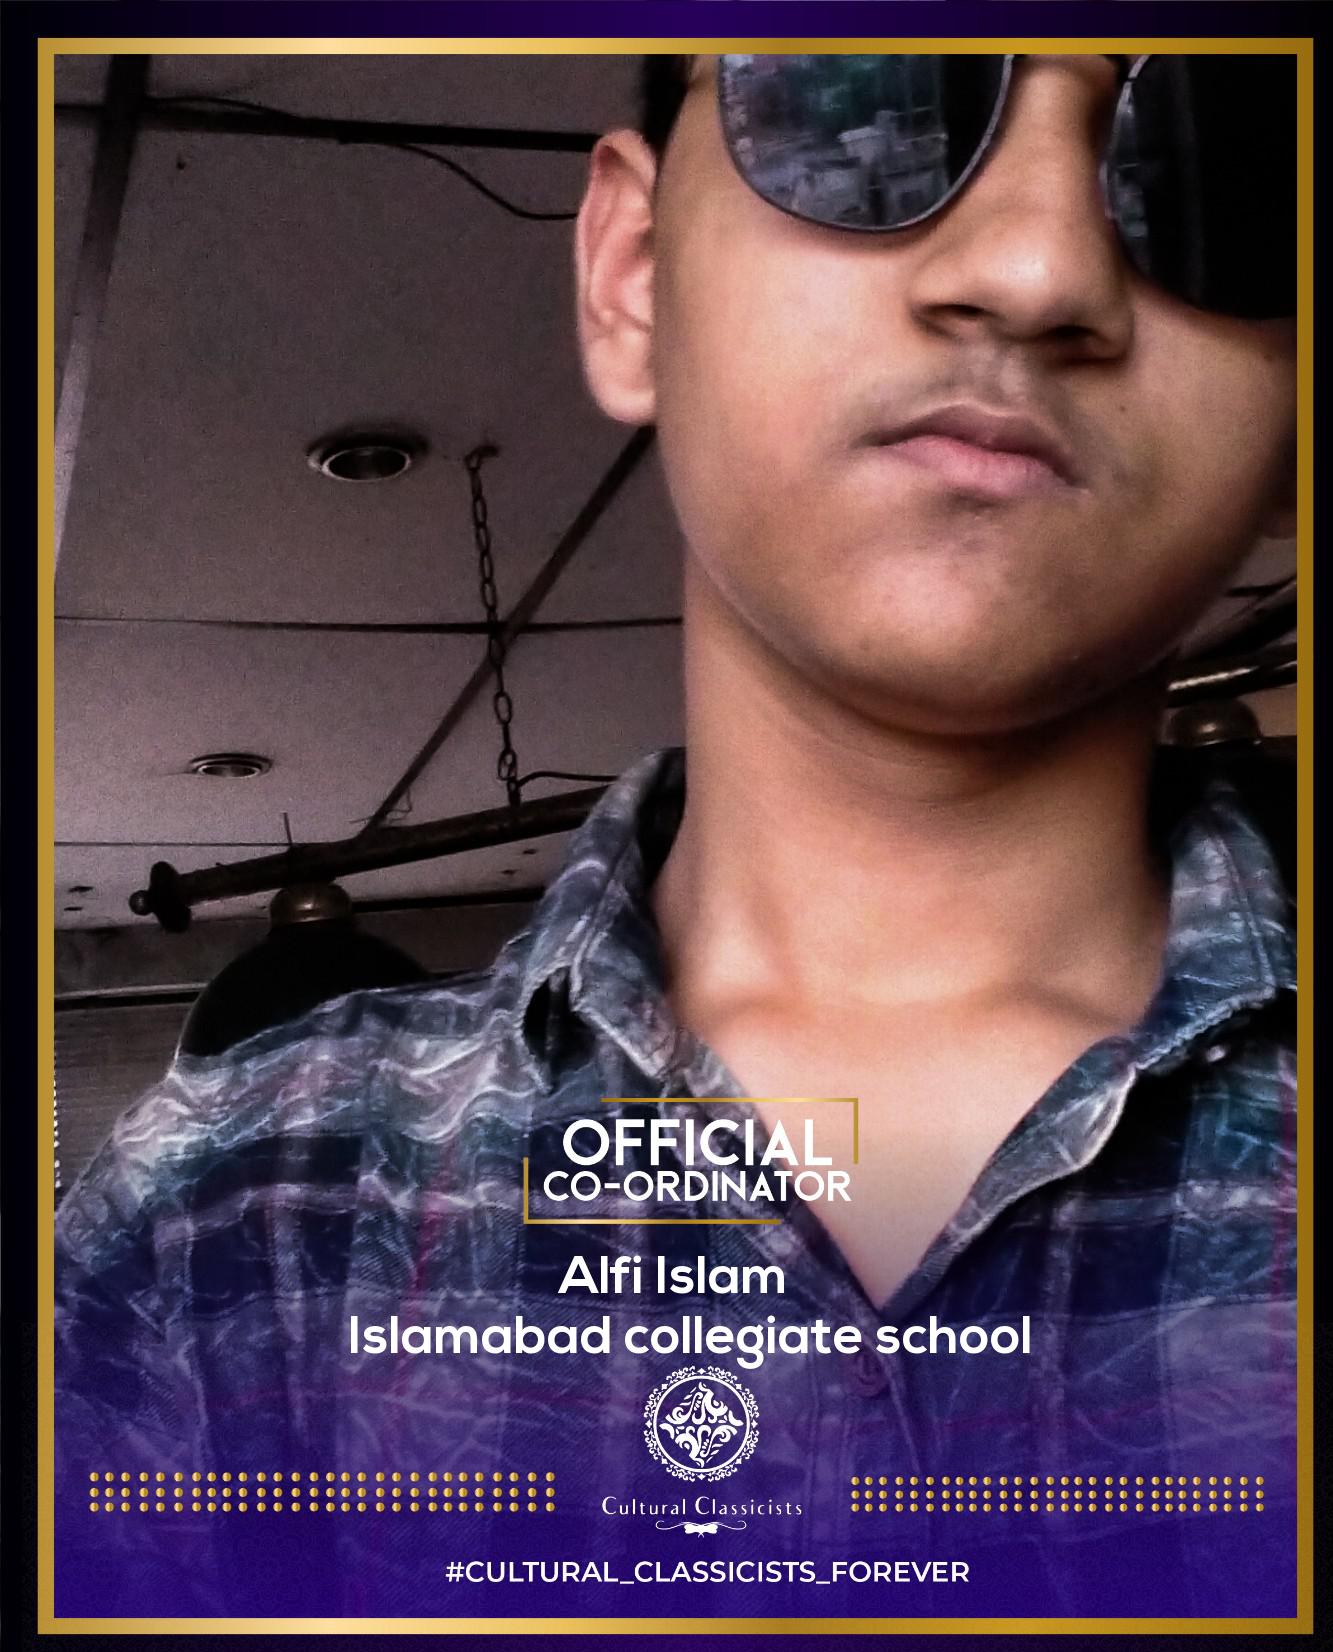 OFFICIAL
CO-ORDINATOR
Alfi Islam
Islamabad collegiate school
Cultural Classicists
#CULTURAL_CLASSICISTS_FOREVER